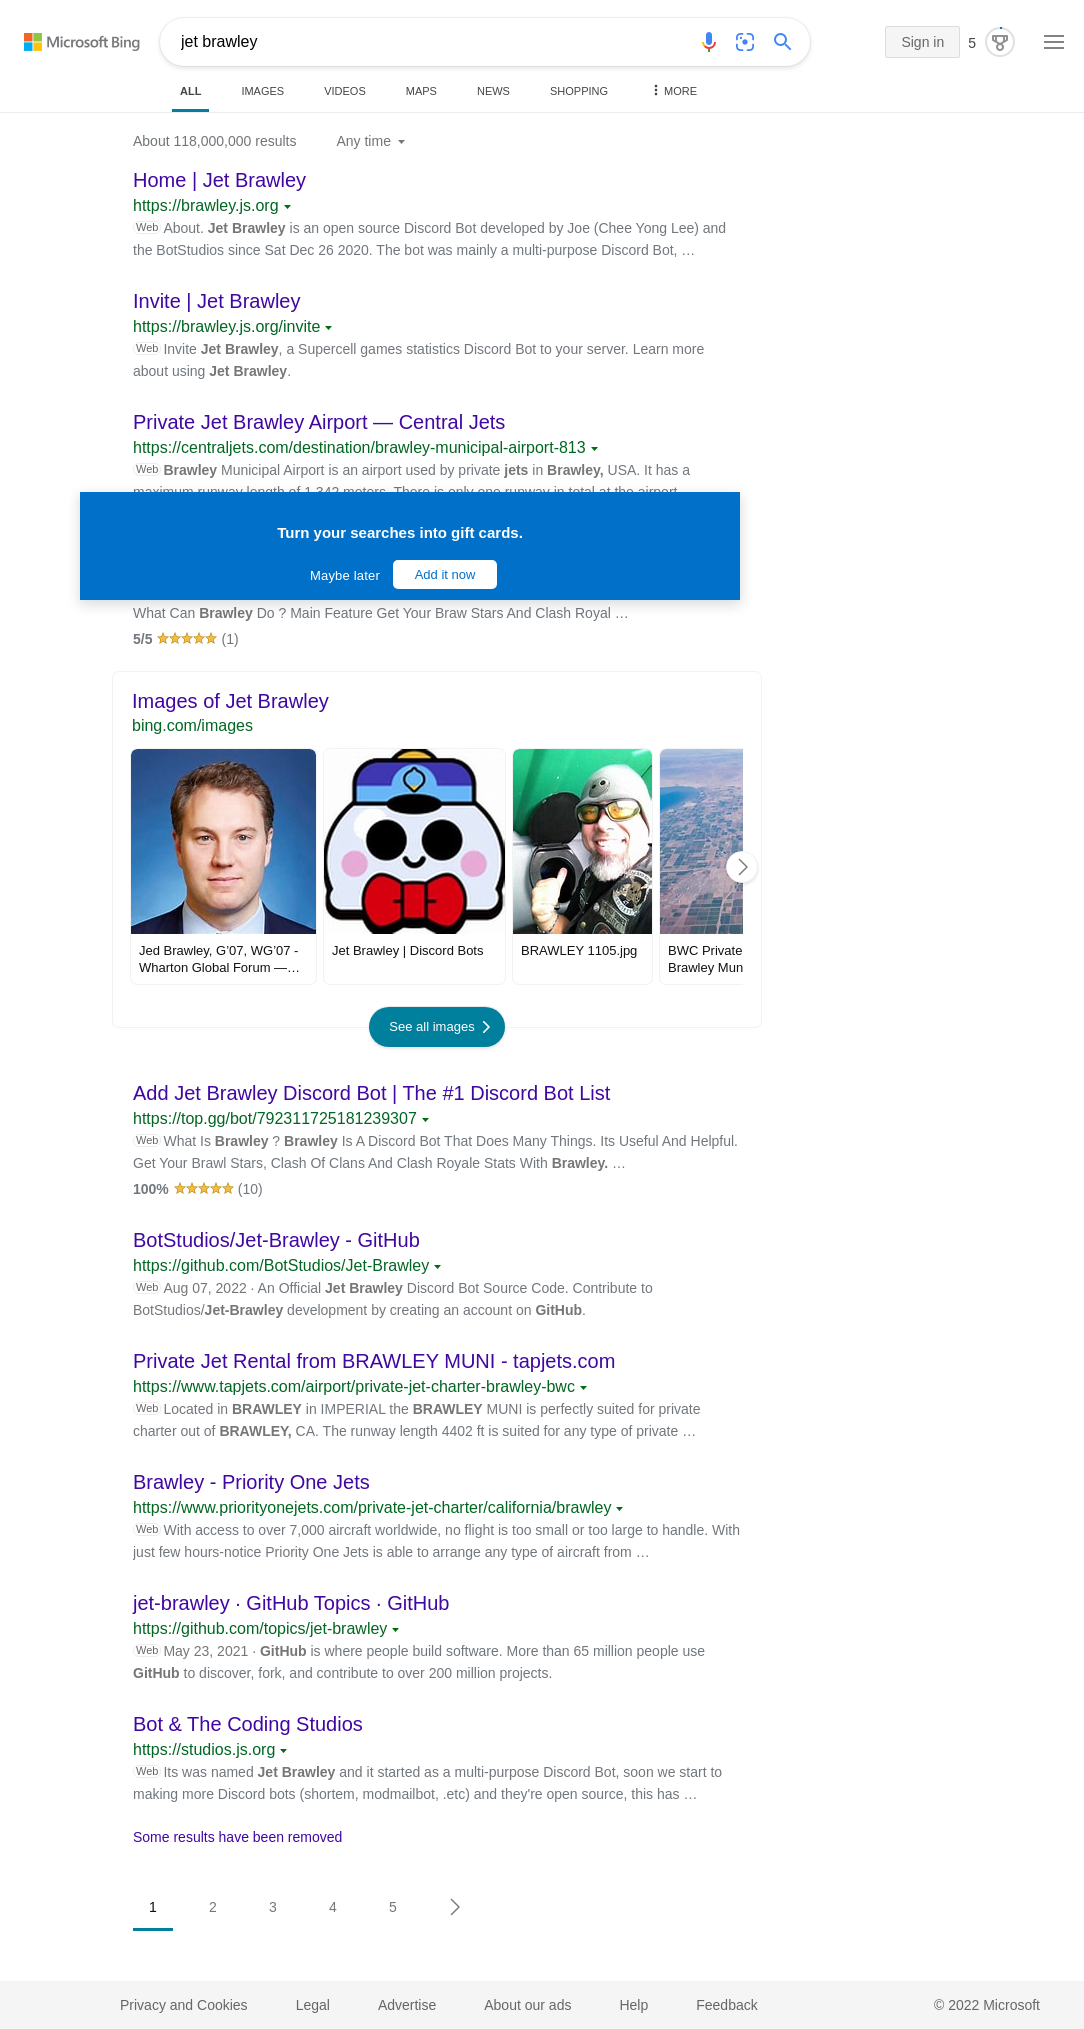 Microsoft Bing
jet brawley
Sign in
5
ALL IMAGES VIDEOS MAPS NEWS SHOPPING MORE
About 118,000,000 results Any time
Home | Jet Brawley
https://brawley.js.org
Web About. Jet Brawley is an open source Discord Bot developed by Joe (Chee Yong Lee) and
the BotStudios since Sat Dec 26 2020. The bot was mainly a multi-purpose Discord Bot, …
Invite | Jet Brawley
https://brawley.js.org/invite
Web Invite Jet Brawley, a Supercell games statistics Discord Bot to your server. Learn more
about using Jet Brawley.
Private Jet Brawley Airport — Central Jets
https://centraljets.com/destination/brawley-municipal-airport-813
Web Brawley Municipal Airport is an airport used by private jets in Brawley, USA. It has a
maximum runway length of 1,342 meters. There is only one runway in total at the airport
Turn your searches into gift cards.
Maybe later Add it now
What Can Brawley Do ? Main Feature Get Your Braw Stars And Clash Royal …
5/5 (1)
Images of Jet Brawley
bing.com/images
Jed Brawley, G’07, WG’07 -
Wharton Global Forum —…
Jet Brawley | Discord Bots
BRAWLEY 1105.jpg
BWC Private
Brawley Mun
See all images
Add Jet Brawley Discord Bot | The #1 Discord Bot List
https://top.gg/bot/792311725181239307
Web What Is Brawley ? Brawley Is A Discord Bot That Does Many Things. Its Useful And Helpful.
Get Your Brawl Stars, Clash Of Clans And Clash Royale Stats With Brawley. …
100% (10)
BotStudios/Jet-Brawley - GitHub
https://github.com/BotStudios/Jet-Brawley
Web Aug 07, 2022 · An Official Jet Brawley Discord Bot Source Code. Contribute to
BotStudios/Jet-Brawley development by creating an account on GitHub.
Private Jet Rental from BRAWLEY MUNI - tapjets.com
https://www.tapjets.com/airport/private-jet-charter-brawley-bwc
Web Located in BRAWLEY in IMPERIAL the BRAWLEY MUNI is perfectly suited for private
charter out of BRAWLEY, CA. The runway length 4402 ft is suited for any type of private …
Brawley - Priority One Jets
https://www.priorityonejets.com/private-jet-charter/california/brawley
Web With access to over 7,000 aircraft worldwide, no flight is too small or too large to handle. With
just few hours-notice Priority One Jets is able to arrange any type of aircraft from …
jet-brawley · GitHub Topics · GitHub
https://github.com/topics/jet-brawley
Web May 23, 2021 · GitHub is where people build software. More than 65 million people use
GitHub to discover, fork, and contribute to over 200 million projects.
Bot & The Coding Studios
https://studios.js.org
Web Its was named Jet Brawley and it started as a multi-purpose Discord Bot, soon we start to
making more Discord bots (shortem, modmailbot, .etc) and they're open source, this has …
Some results have been removed
1 2 3 4 5
Privacy and Cookies Legal Advertise About our ads Help Feedback © 2022 Microsoft